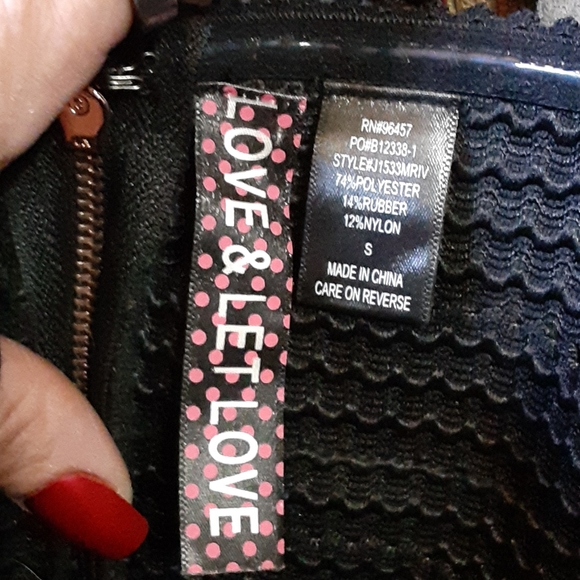 LOVE & LET LOVE
RN#96457
PO#B12338-1
STYLE#J1533MRIV
74%POLYESTER
14%RUBBER
12%NYLON
S
MADE IN CHINA
CARE ON REVERSE